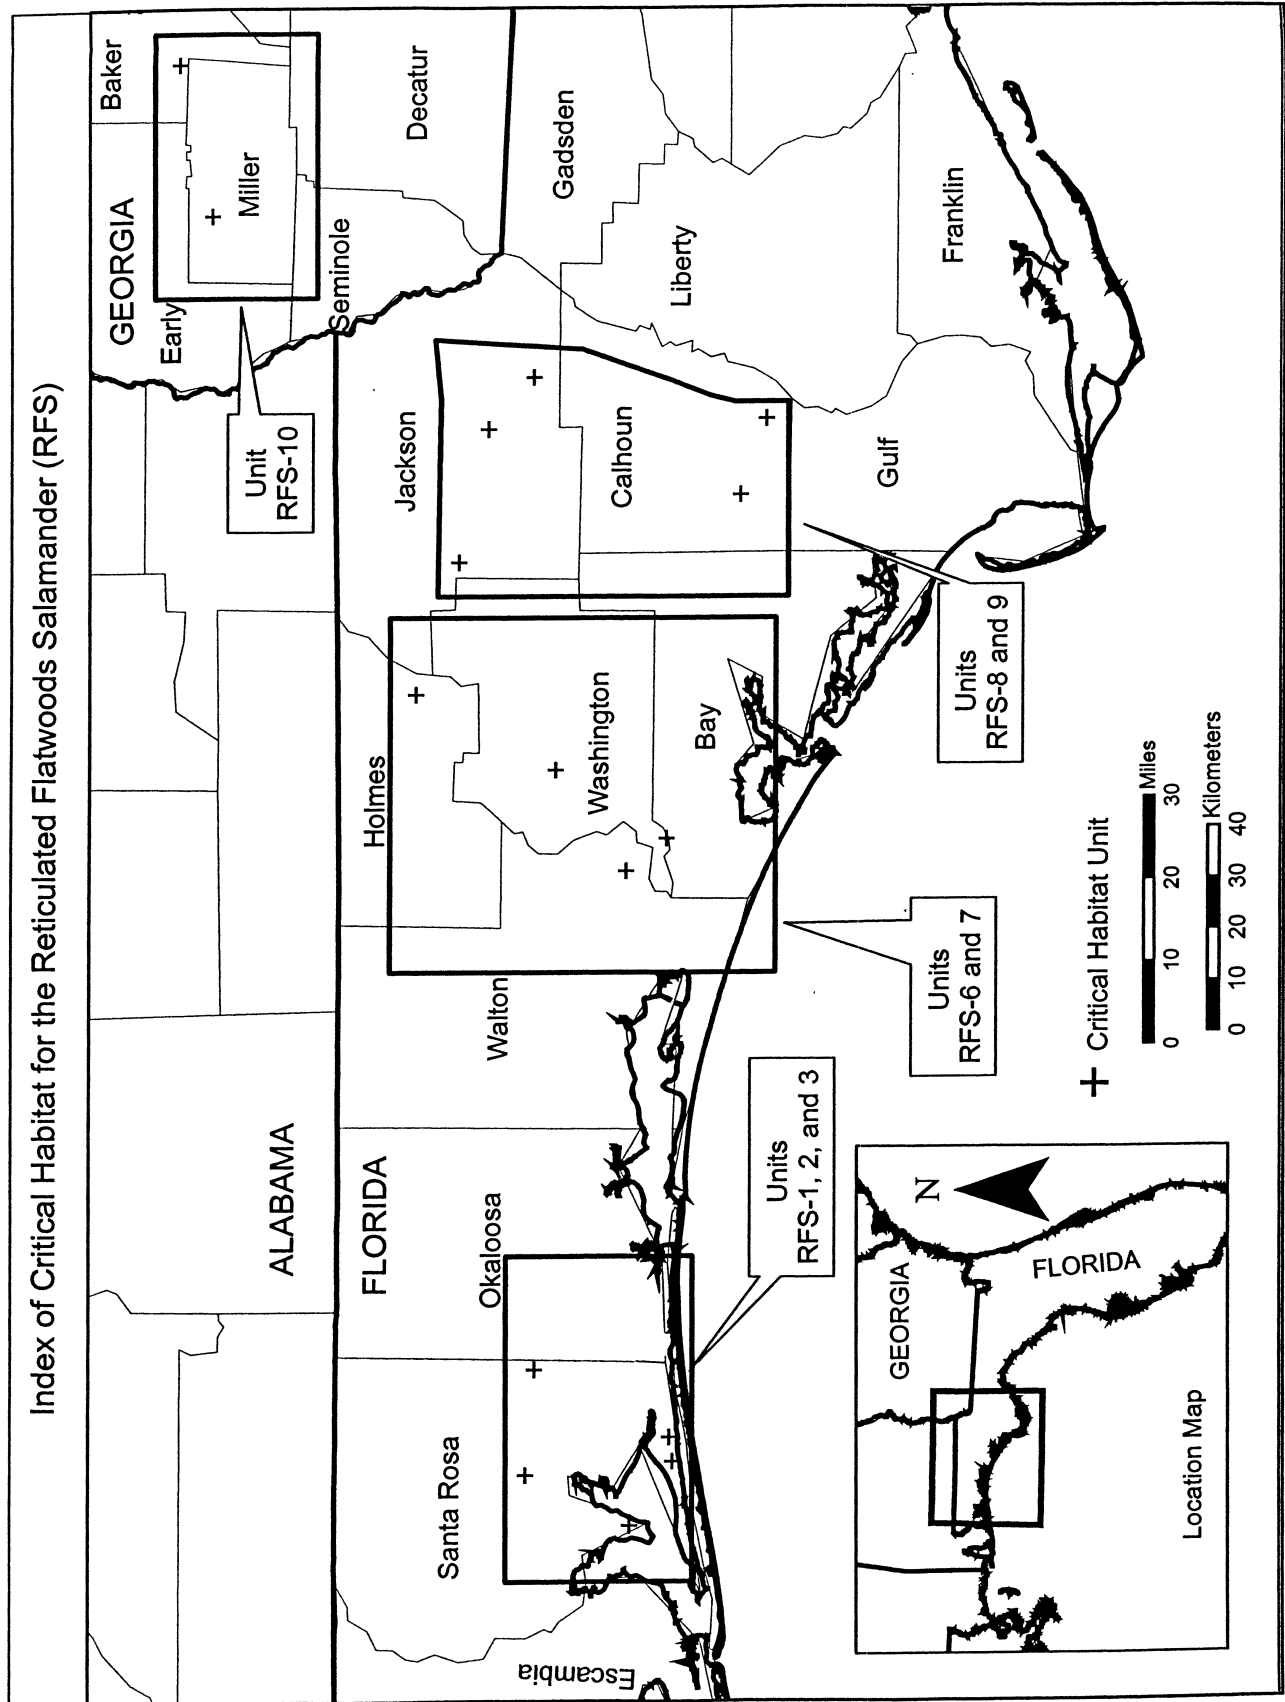 Index of Critical Habitat for the Reticulated Flatwoods Salamander (RFS)
ALABAMA
GEORGIA
Baker
Early
Miller
Unit
RFS-10
Seminole
Decatur
FLORIDA
Escambia
Santa Rosa
Okaloosa
Walton
Holmes
Washington
Bay
Jackson
Calhoun
Gulf
Gadsden
Liberty
Franklin
Units
RFS-1, 2, and 3
Units
RFS-6 and 7
Units
RFS-8 and 9
Critical Habitat Unit
0 10 20 30 Miles
Kilometers
0 10 20 30 40
GEORGIA
FLORIDA
N
Location Map